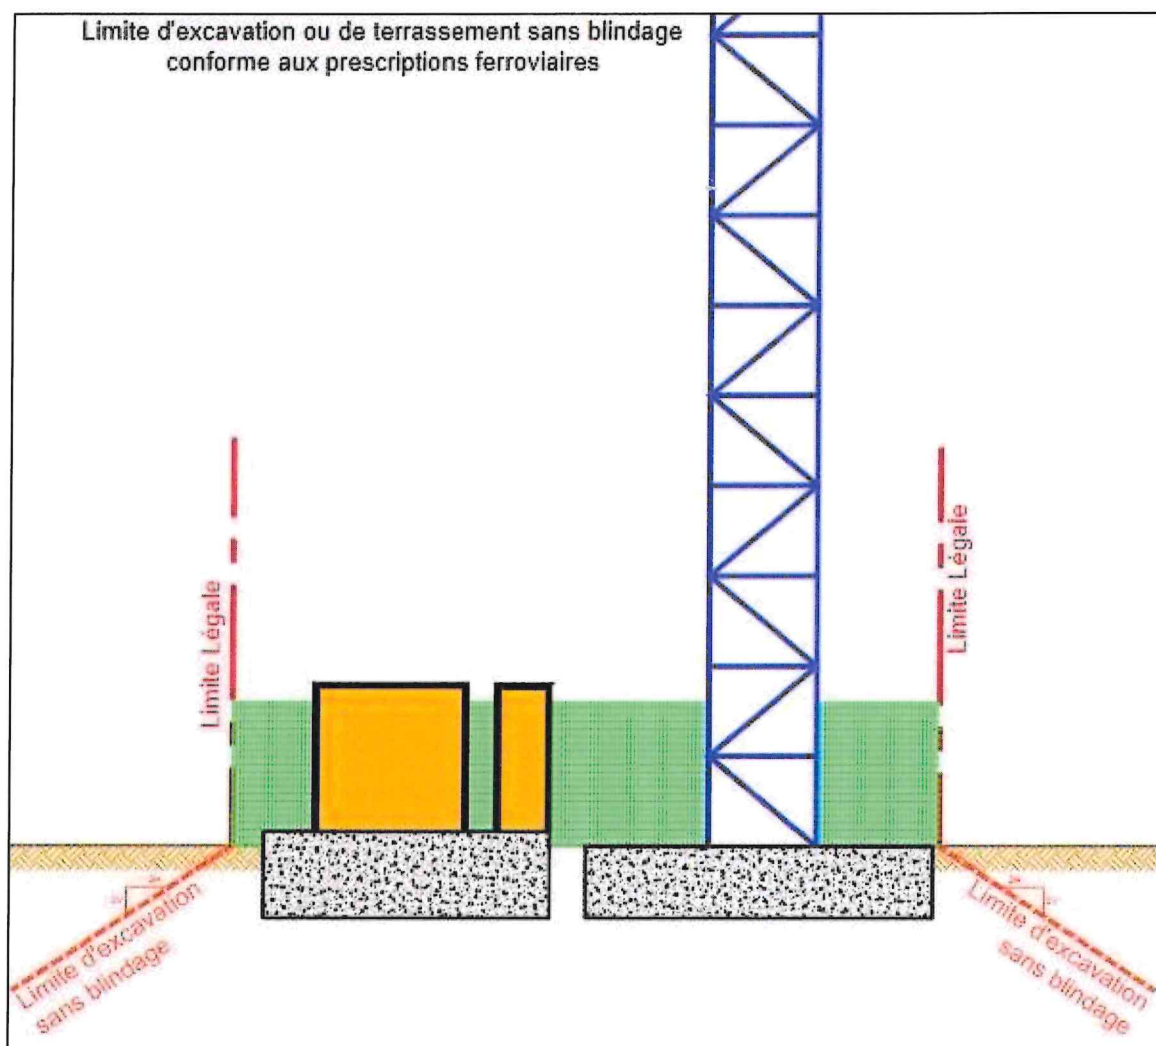 Limite d'excavation ou de terrassement sans blindage
conforme aux prescriptions ferroviaires
Limite Légale
Limite Légale
Limite d'excavation
sans blindage
Limite d'excavation
sans blindage